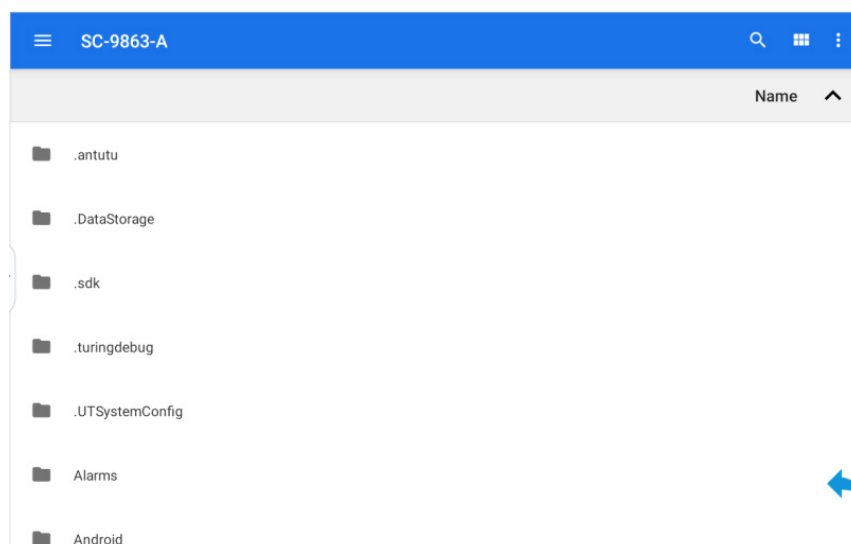 SC-9863-A
Name
.antutu
.DataStorage
.sdk
.turingdebug
.UTSystemConfig
Alarms
Android